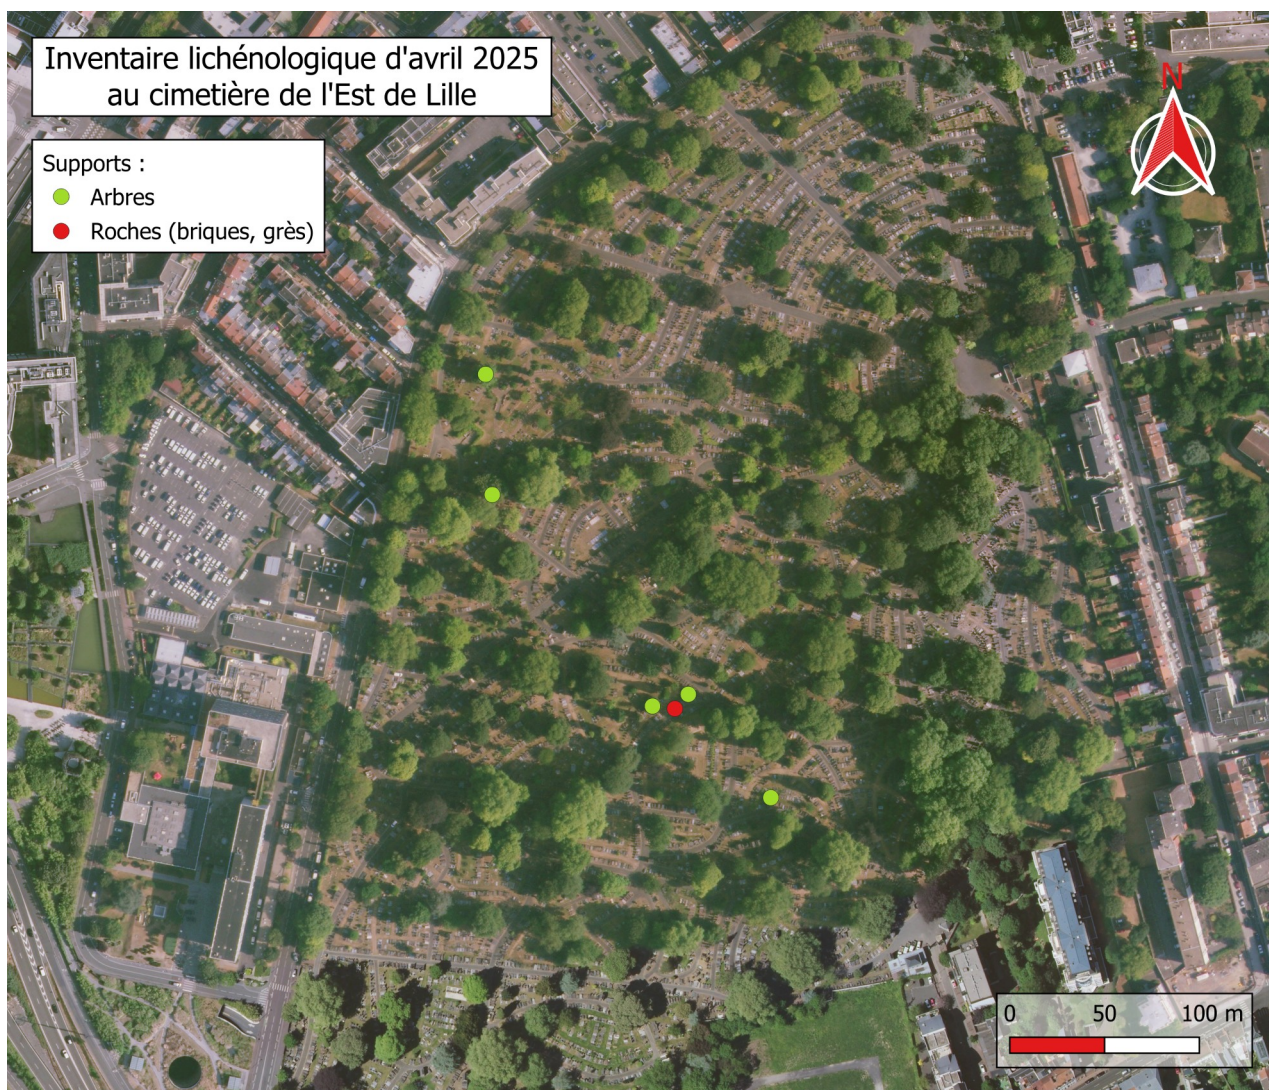 Inventaire lichénologique d'avril 2025
au cimetière de l'Est de Lille
Supports :
Arbres
Roches (briques, grès)
N
0 50 100 m